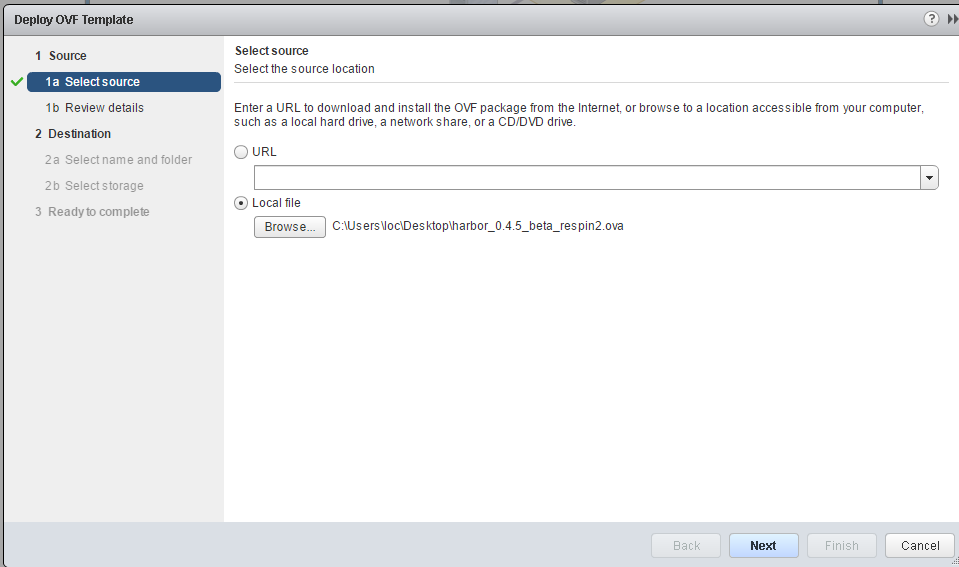 Deploy OVF Template
?
1 Source
1a Select source
1b Review details
2 Destination
2a Select name and folder
2b Select storage
3 Ready to complete
Select source
Select the source location
Enter a URL to download and install the OVF package from the Internet, or browse to a location accessible from your computer,
such as a local hard drive, a network share, or a CD/DVD drive.
URL
Local file
Browse... C:\Users\loc\Desktop\harbor_0.4.5_beta_respin2.ova
Back Next Finish Cancel